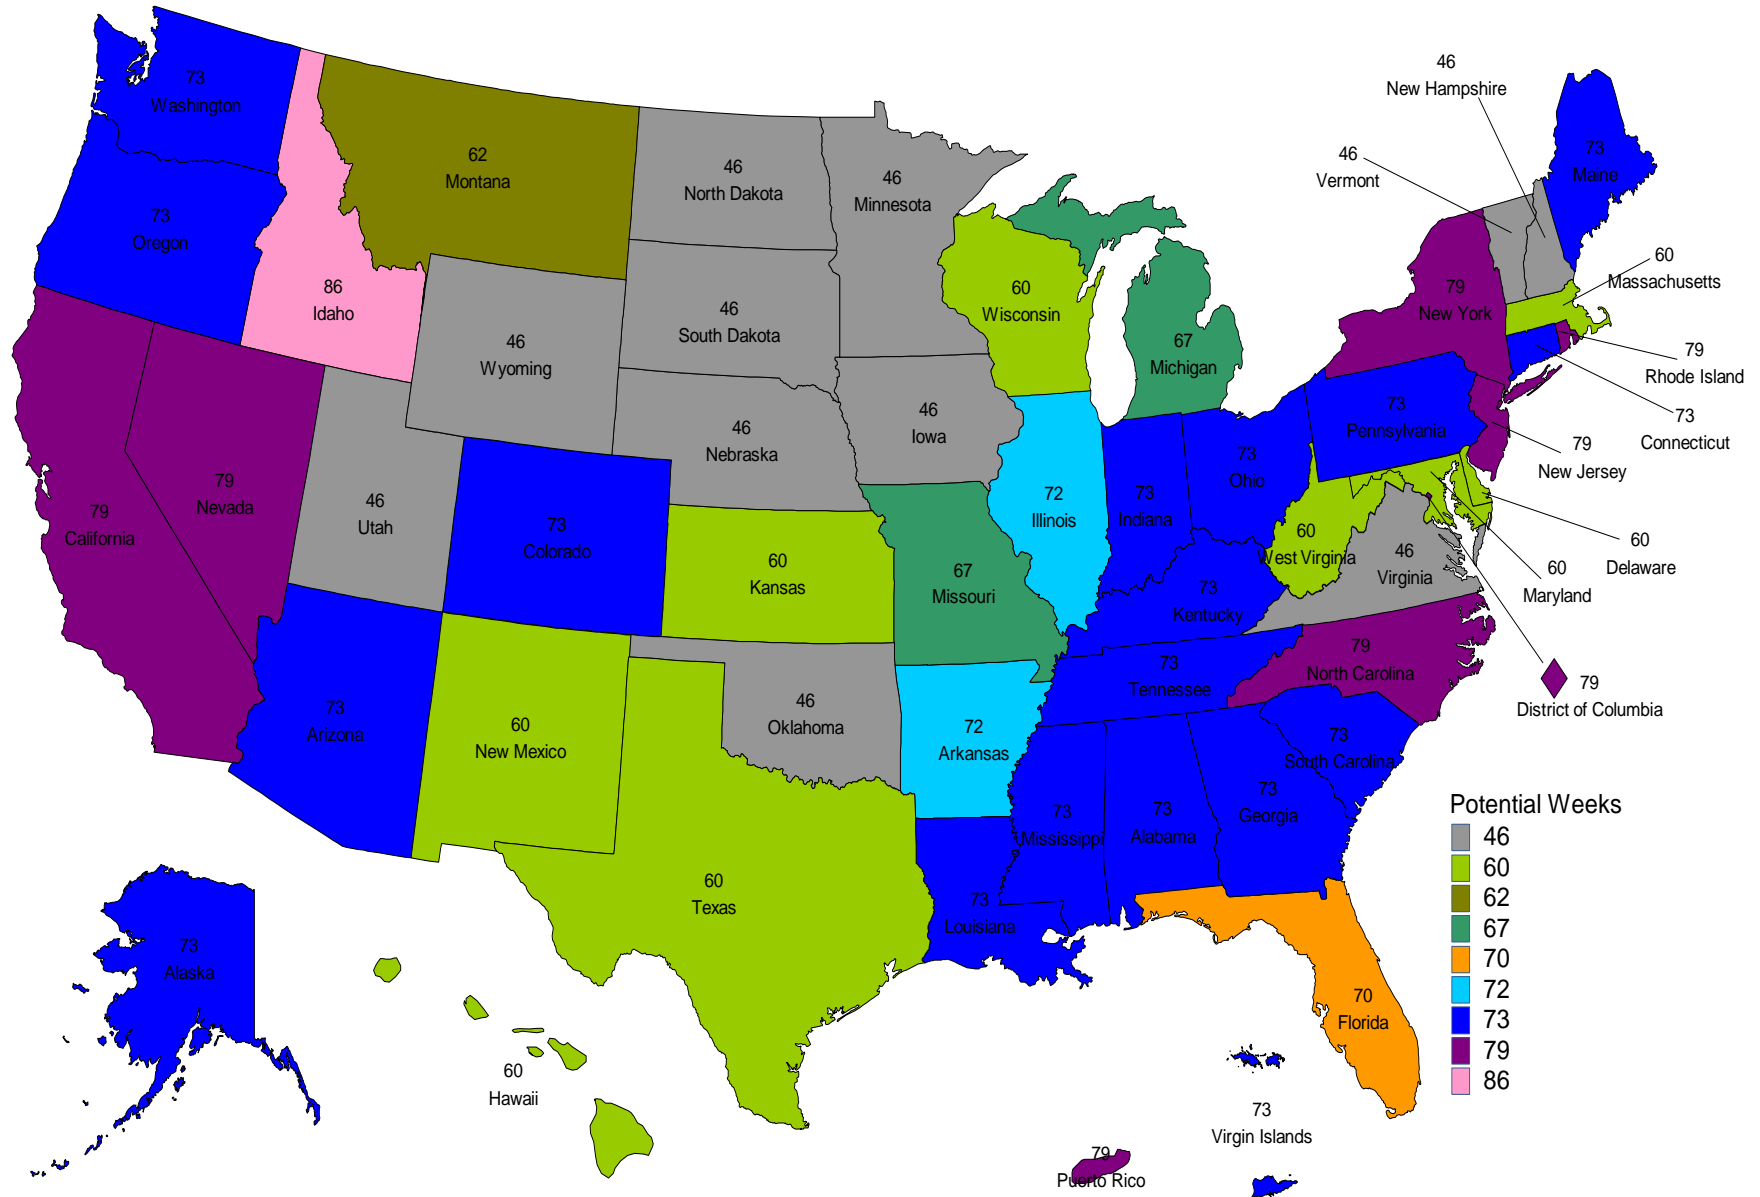 73
Washington
73
Oregon
86
Idaho
62
Montana
46
North Dakota
46
Minnesota
46
South Dakota
46
Wyoming
46
Nebraska
46
Iowa
60
Wisconsin
67
Michigan
46
New Hampshire
46
Vermont
73
Maine
60
Massachusetts
79
New York
79
Rhode Island
73
Connecticut
79
New Jersey
73
Pennsylvania
79
California
79
Nevada
46
Utah
73
Colorado
60
Kansas
67
Missouri
72
Illinois
73
Indiana
73
Ohio
60
West Virginia
46
Virginia
60
Delaware
60
Maryland
73
Kentucky
73
Tennessee
79
North Carolina
79
District of Columbia
73
Arizona
60
New Mexico
46
Oklahoma
72
Arkansas
73
South Carolina
73
Mississippi
73
Alabama
73
Georgia
60
Texas
73
Louisiana
70
Florida
73
Alaska
60
Hawaii
73
Virgin Islands
79
Puerto Rico
Potential Weeks
46
60
62
67
70
72
73
79
86